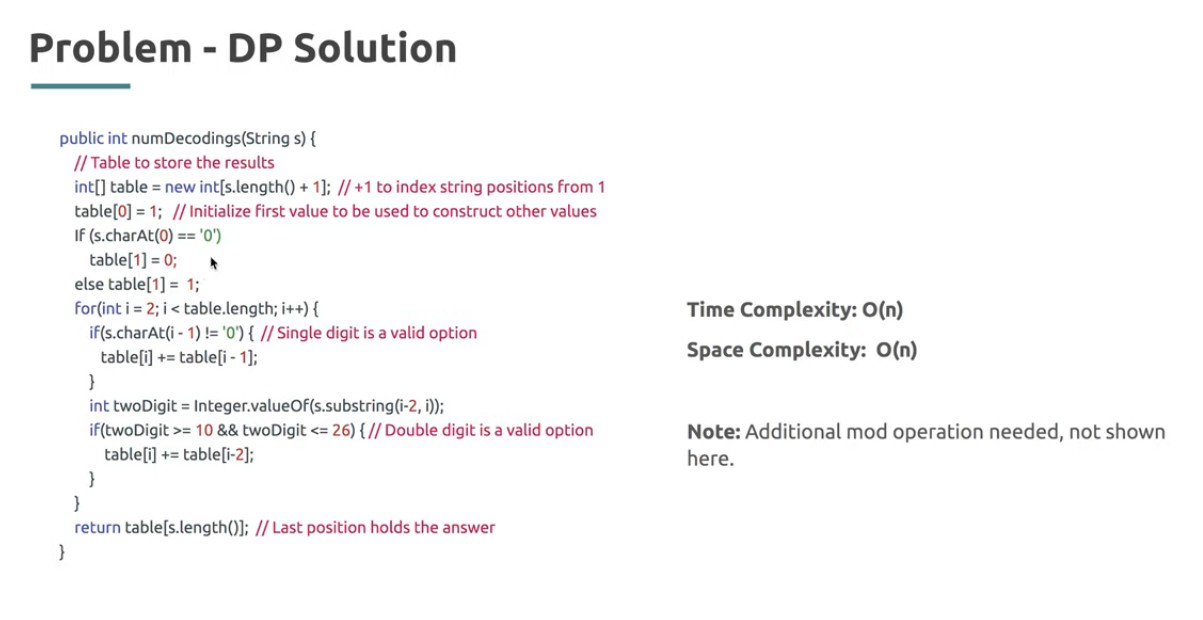 Problem - DP Solution
public int numDecodings(String s) {
// Table to store the results
int[] table = new int[s.length() + 1]; // +1 to index string positions from 1
table[0] = 1; // Initialize first value to be used to construct other values
If (s.charAt(0) == '0')
table[1] = 0;
else table[1] = 1;
for(int i = 2; i < table.length; i++) {
if(s.charAt(i - 1) != '0') { // Single digit is a valid option
table[i] += table[i - 1];
}
int twoDigit = Integer.valueOf(s.substring(i-2, i));
if(twoDigit >= 10 && twoDigit <= 26) { // Double digit is a valid option
table[i] += table[i-2];
}
}
return table[s.length()]; // Last position holds the answer
}
Time Complexity: O(n)
Space Complexity: O(n)
Note: Additional mod operation needed, not shown
here.